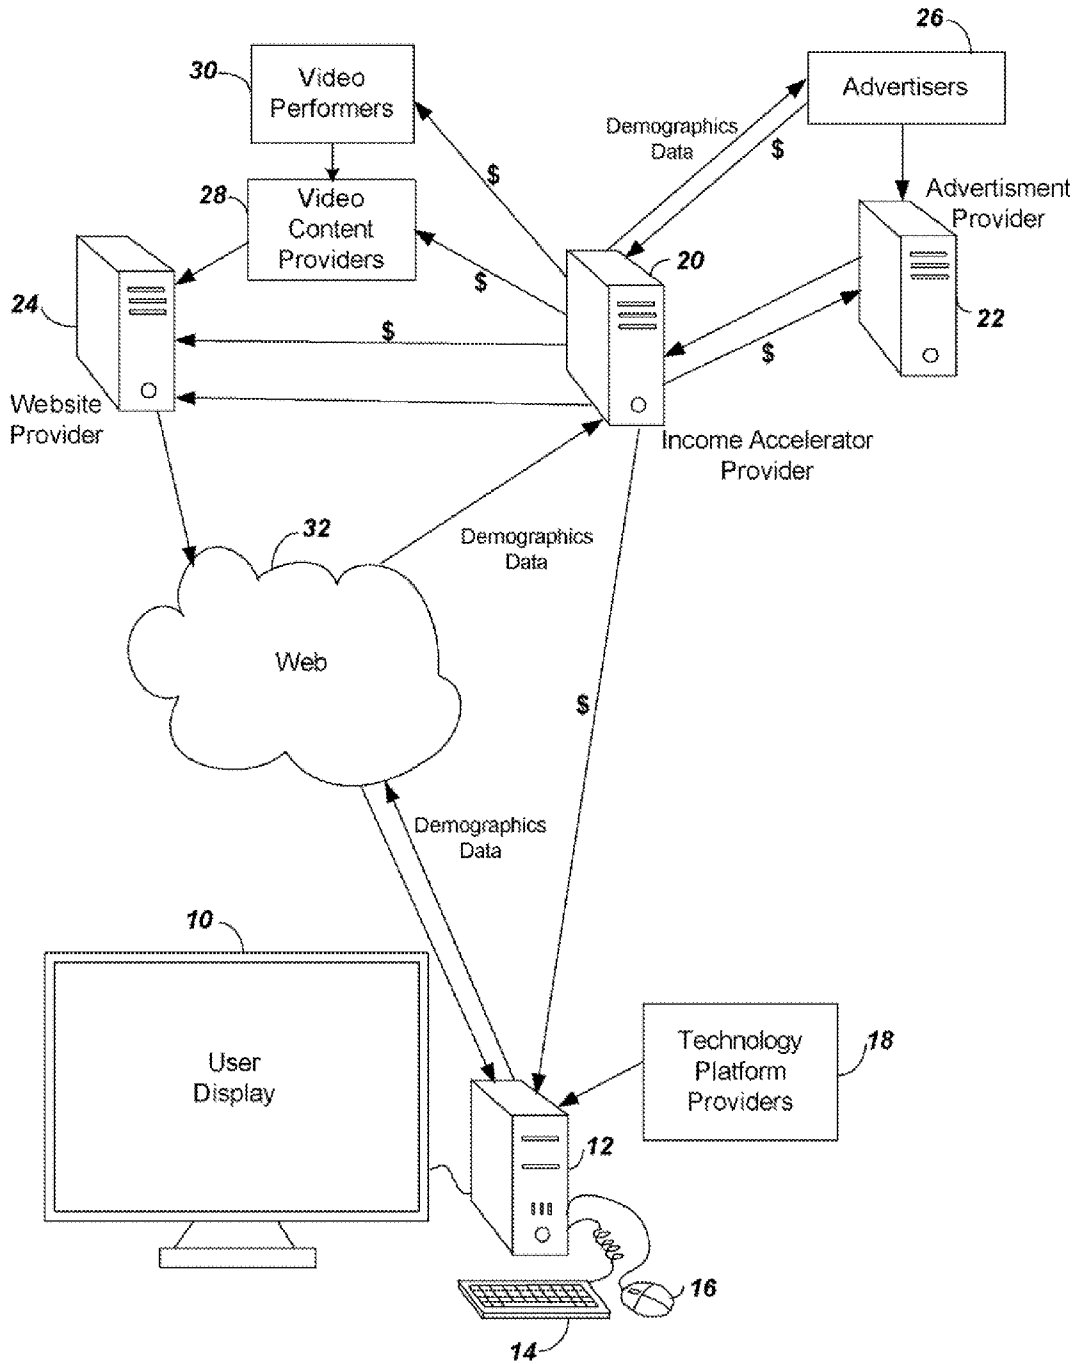 26
30
Video
Performers
Advertisers
Demographics
Data
$
$
28
Video
Content
Providers
Advertisment
Provider
20
24
$
22
$
$
Website
Provider
Income Accelerator
Provider
32
Demographics
Data
Web
$
Demographics
Data
10
User
Display
Technology
Platform
Providers
18
12
16
14